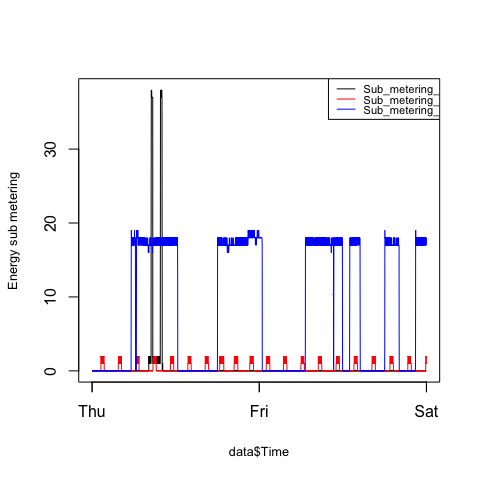 Sub_metering_
Sub_metering_
Sub_metering_
Energy sub metering
30
20
10
0
Thu Fri Sat
data$Time